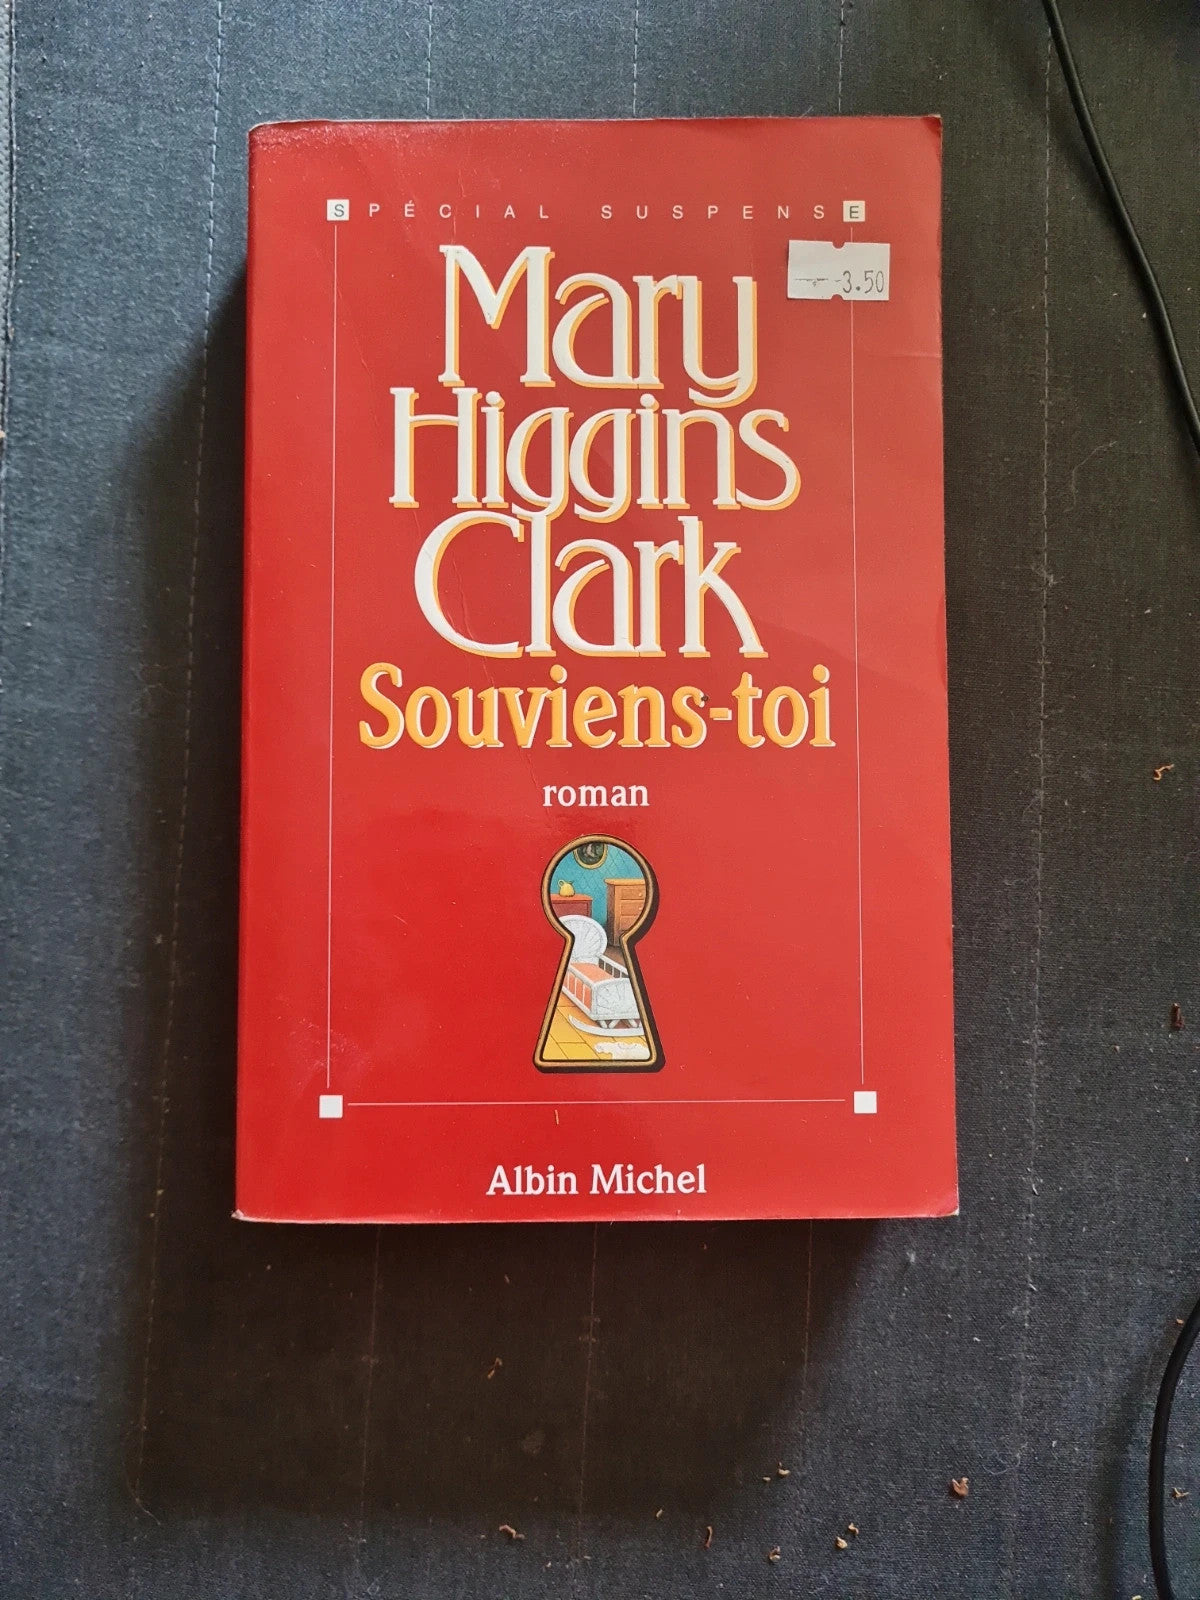 SPÉCIAL SUSPENSE
-3.50
Mary
Higgins
Clark
Souviens-toi
roman
Albin Michel